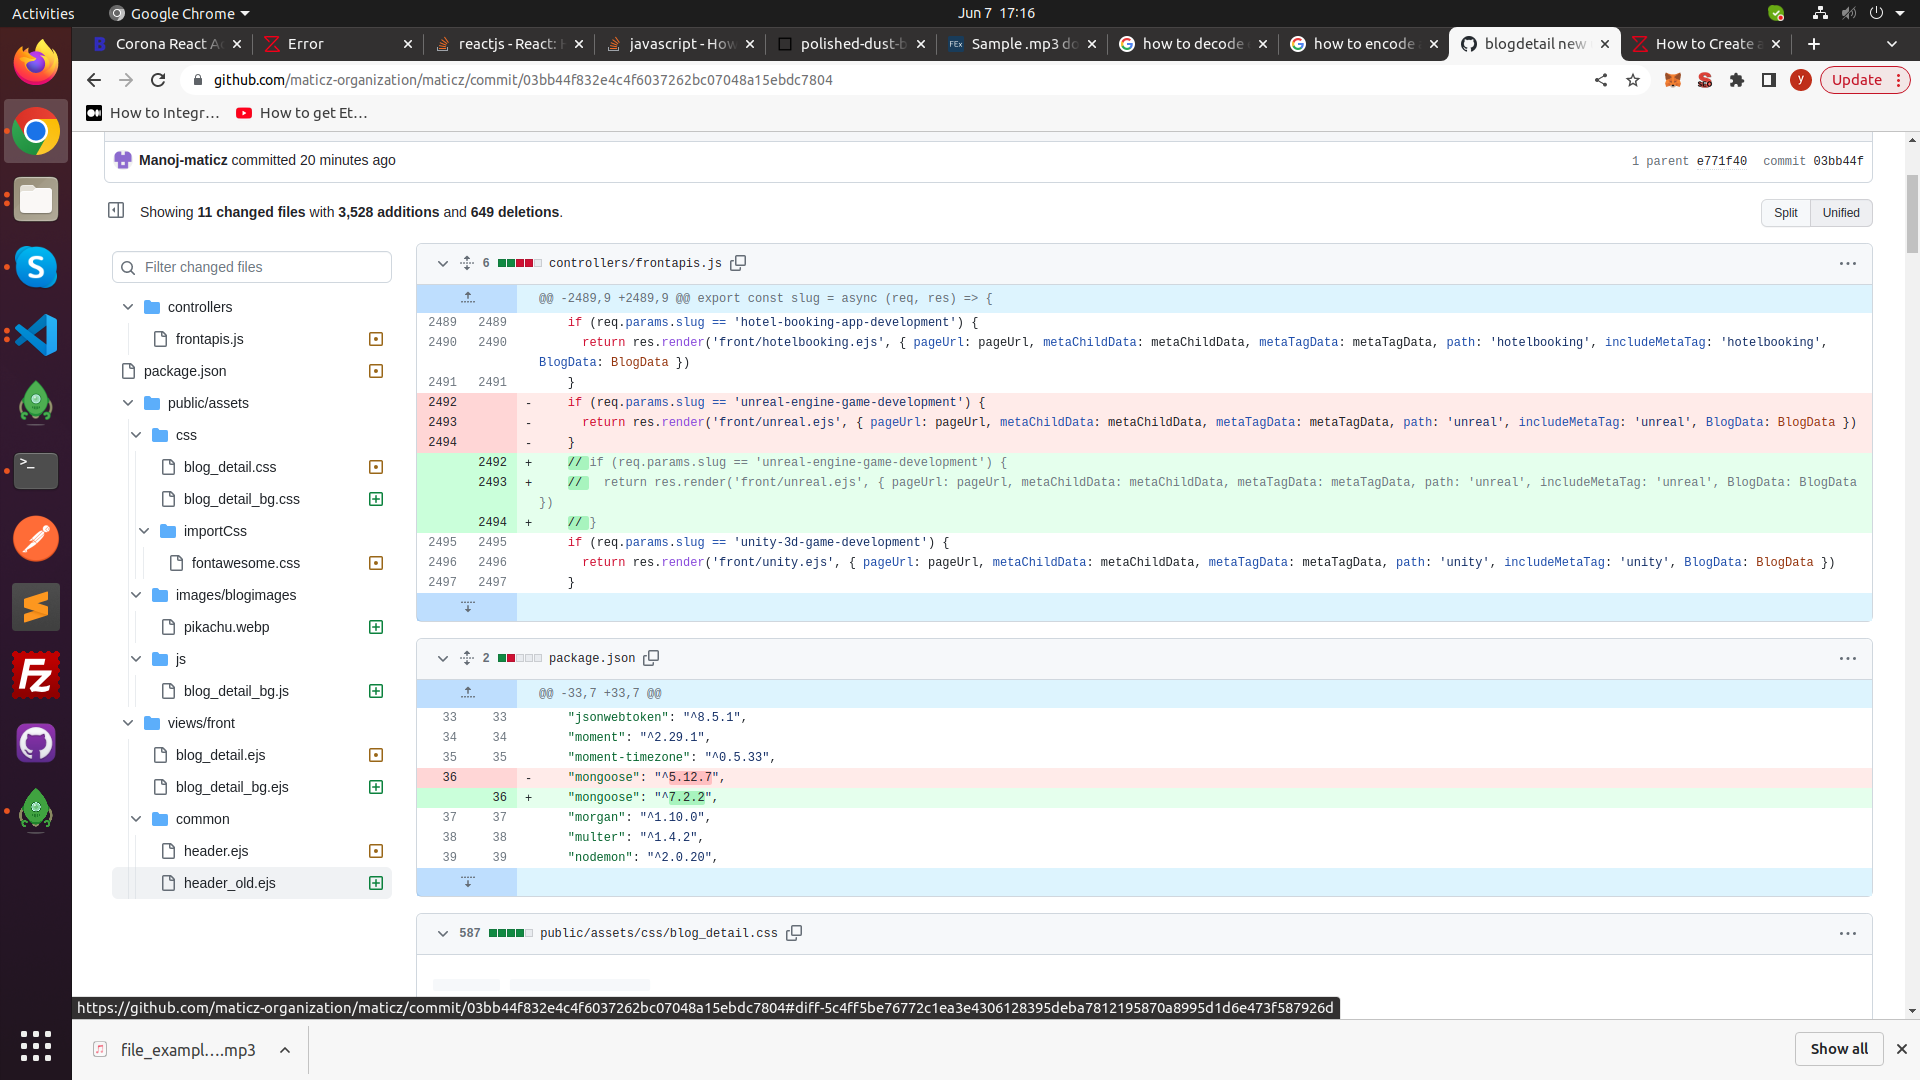 Activities
Google Chrome
Jun 7 17:16
Corona React A
Error
reactjs - React:
javascript - How
polished-dust-b
FEx
Sample .mp3 do
how to decode
how to encode
blogdetail new
How to Create a
github.com/maticz-organization/maticz/commit/03bb44f832e4c4f6037262bc07048a15ebdc7804
SEO
y
Update
How to Integr…
How to get Et…
Manoj-maticz committed 20 minutes ago
1 parent e771f40 commit 03bb44f
Showing 11 changed files with 3,528 additions and 649 deletions.
Split
Unified
Filter changed files
controllers
frontapis.js
package.json
public/assets
css
blog_detail.css
blog_detail_bg.css
importCss
fontawesome.css
images/blogimages
pikachu.webp
js
blog_detail_bg.js
views/front
blog_detail.ejs
blog_detail_bg.ejs
common
header.ejs
header_old.ejs
6 controllers/frontapis.js
@@ -2489,9 +2489,9 @@ export const slug = async (req, res) => {
2489 2489 if (req.params.slug == 'hotel-booking-app-development') {
2490 2490 return res.render('front/hotelbooking.ejs', { pageUrl: pageUrl, metaChildData: metaChildData, metaTagData: metaTagData, path: 'hotelbooking', includeMetaTag: 'hotelbooking',
BlogData: BlogData })
2491 2491 }
2492 - if (req.params.slug == 'unreal-engine-game-development') {
2493 - return res.render('front/unreal.ejs', { pageUrl: pageUrl, metaChildData: metaChildData, metaTagData: metaTagData, path: 'unreal', includeMetaTag: 'unreal', BlogData: BlogData })
2494 - }
2492 + // if (req.params.slug == 'unreal-engine-game-development') {
2493 + // return res.render('front/unreal.ejs', { pageUrl: pageUrl, metaChildData: metaChildData, metaTagData: metaTagData, path: 'unreal', includeMetaTag: 'unreal', BlogData: BlogData
})
2494 + // }
2495 2495 if (req.params.slug == 'unity-3d-game-development') {
2496 2496 return res.render('front/unity.ejs', { pageUrl: pageUrl, metaChildData: metaChildData, metaTagData: metaTagData, path: 'unity', includeMetaTag: 'unity', BlogData: BlogData })
2497 2497 }
2 package.json
@@ -33,7 +33,7 @@
33 33 "jsonwebtoken": "^8.5.1",
34 34 "moment": "^2.29.1",
35 35 "moment-timezone": "^0.5.33",
36 - "mongoose": "^5.12.7",
36 + "mongoose": "^7.2.2",
37 37 "morgan": "^1.10.0",
38 38 "multer": "^1.4.2",
39 39 "nodemon": "^2.0.20",
587 public/assets/css/blog_detail.css
https://github.com/maticz-organization/maticz/commit/03bb44f832e4c4f6037262bc07048a15ebdc7804#diff-5c4ff5be76772c1ea3e4306128395deba7812195870a8995d1d6e473f587926d
file_exampl….mp3
Show all